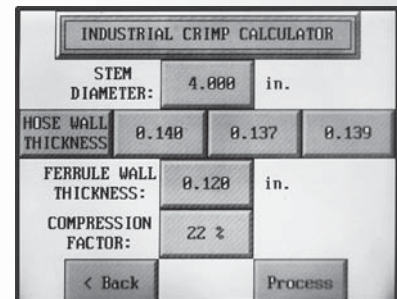 INDUSTRIAL CRIMP CALCULATOR
STEM
DIAMETER: 4.000 in.
HOSE WALL
THICKNESS 0.140 0.137 0.139
FERRULE WALL
THICKNESS: 0.120 in.
COMPRESSION
FACTOR: 22 %
< Back Process